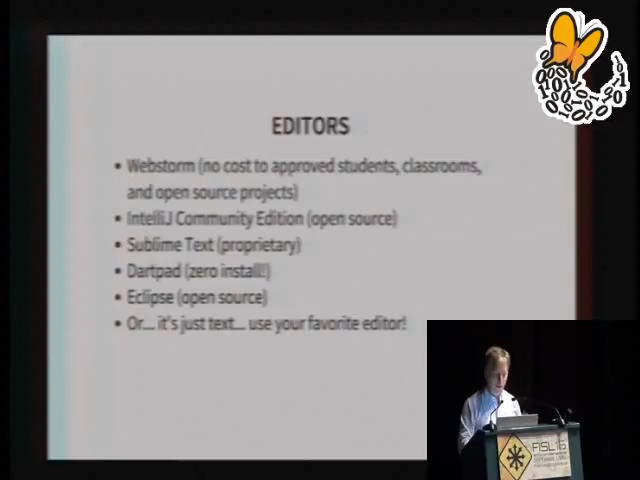 EDITORS
• Webstorm (no cost to approved students, classrooms,
and open source projects)
• IntelliJ Community Edition (open source)
• Sublime Text (proprietary)
• Dartpad (zero install!)
• Eclipse (open source)
• Or... it's just text... use your favorite editor!
FISL16